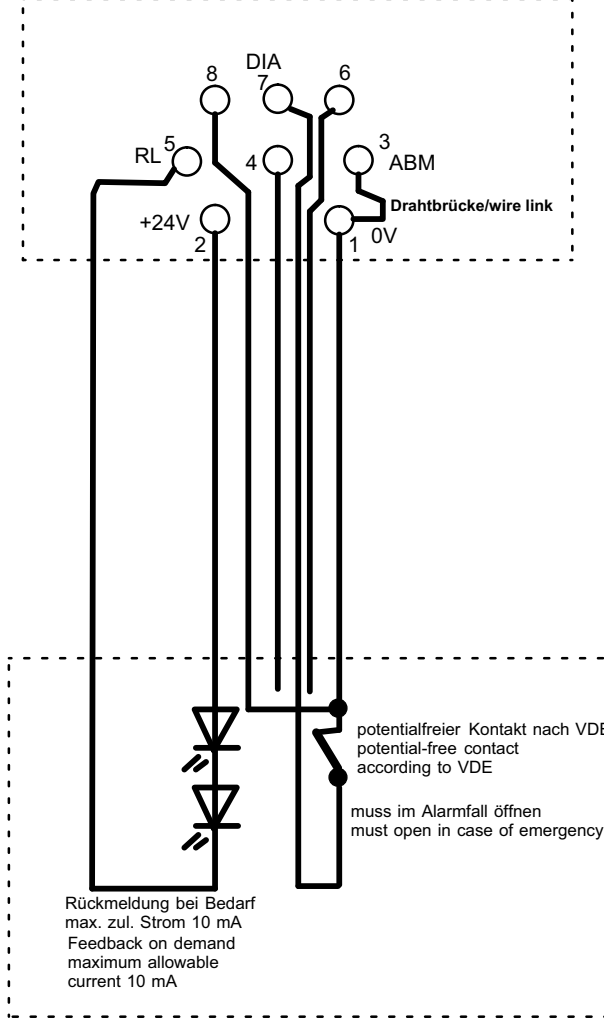 DIA
8
7
6
RL
5
4
3
ABM
Drahtbrücke/wire link
+24V
2
1
0V
potentialfreier Kontakt nach VDE
potential-free contact
according to VDE
muss im Alarmfall öffnen
must open in case of emergency
Rückmeldung bei Bedarf
max. zul. Strom 10 mA
Feedback on demand
maximum allowable
current 10 mA